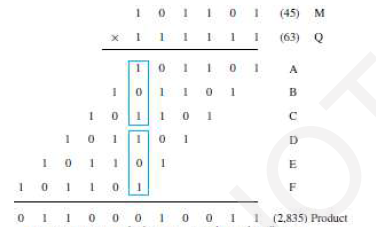 1 0 1 1 0 1 (45) M
× 1 1 1 1 1 1 (63) Q
1 0 1 1 0 1 A
1 0 1 1 0 1 B
1 0 1 1 0 1 C
1 0 1 1 0 1 D
1 0 1 1 0 1 E
1 0 1 1 0 1 F
0 1 1 0 0 0 1 0 0 1 1 (2,835) Product